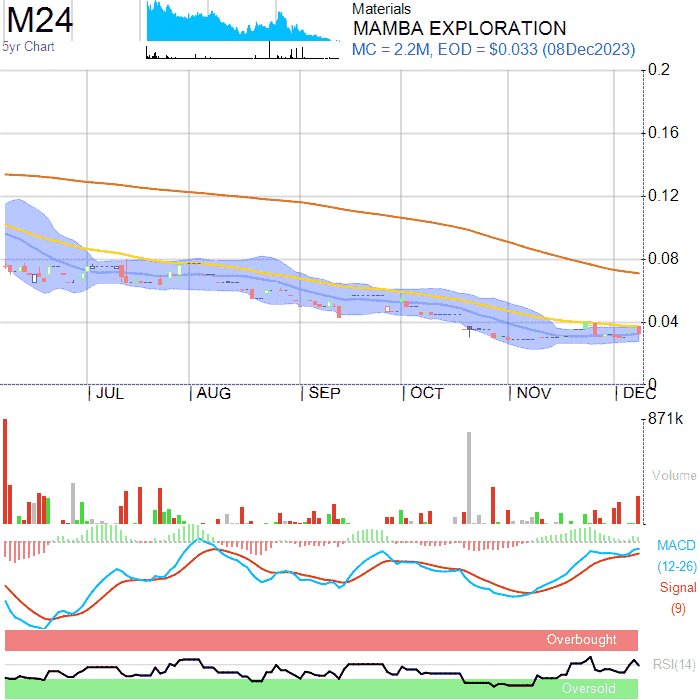 M24
5yr Chart
Materials
MAMBA EXPLORATION
MC = 2.2M, EOD = $0.033 (08Dec2023)
0.2
0.16
0.12
0.08
0.04
0
JUL AUG SEP OCT NOV DEC
871k
Volume
MACD
(12-26)
Signal
(9)
Overbought
RSI(14)
Oversold